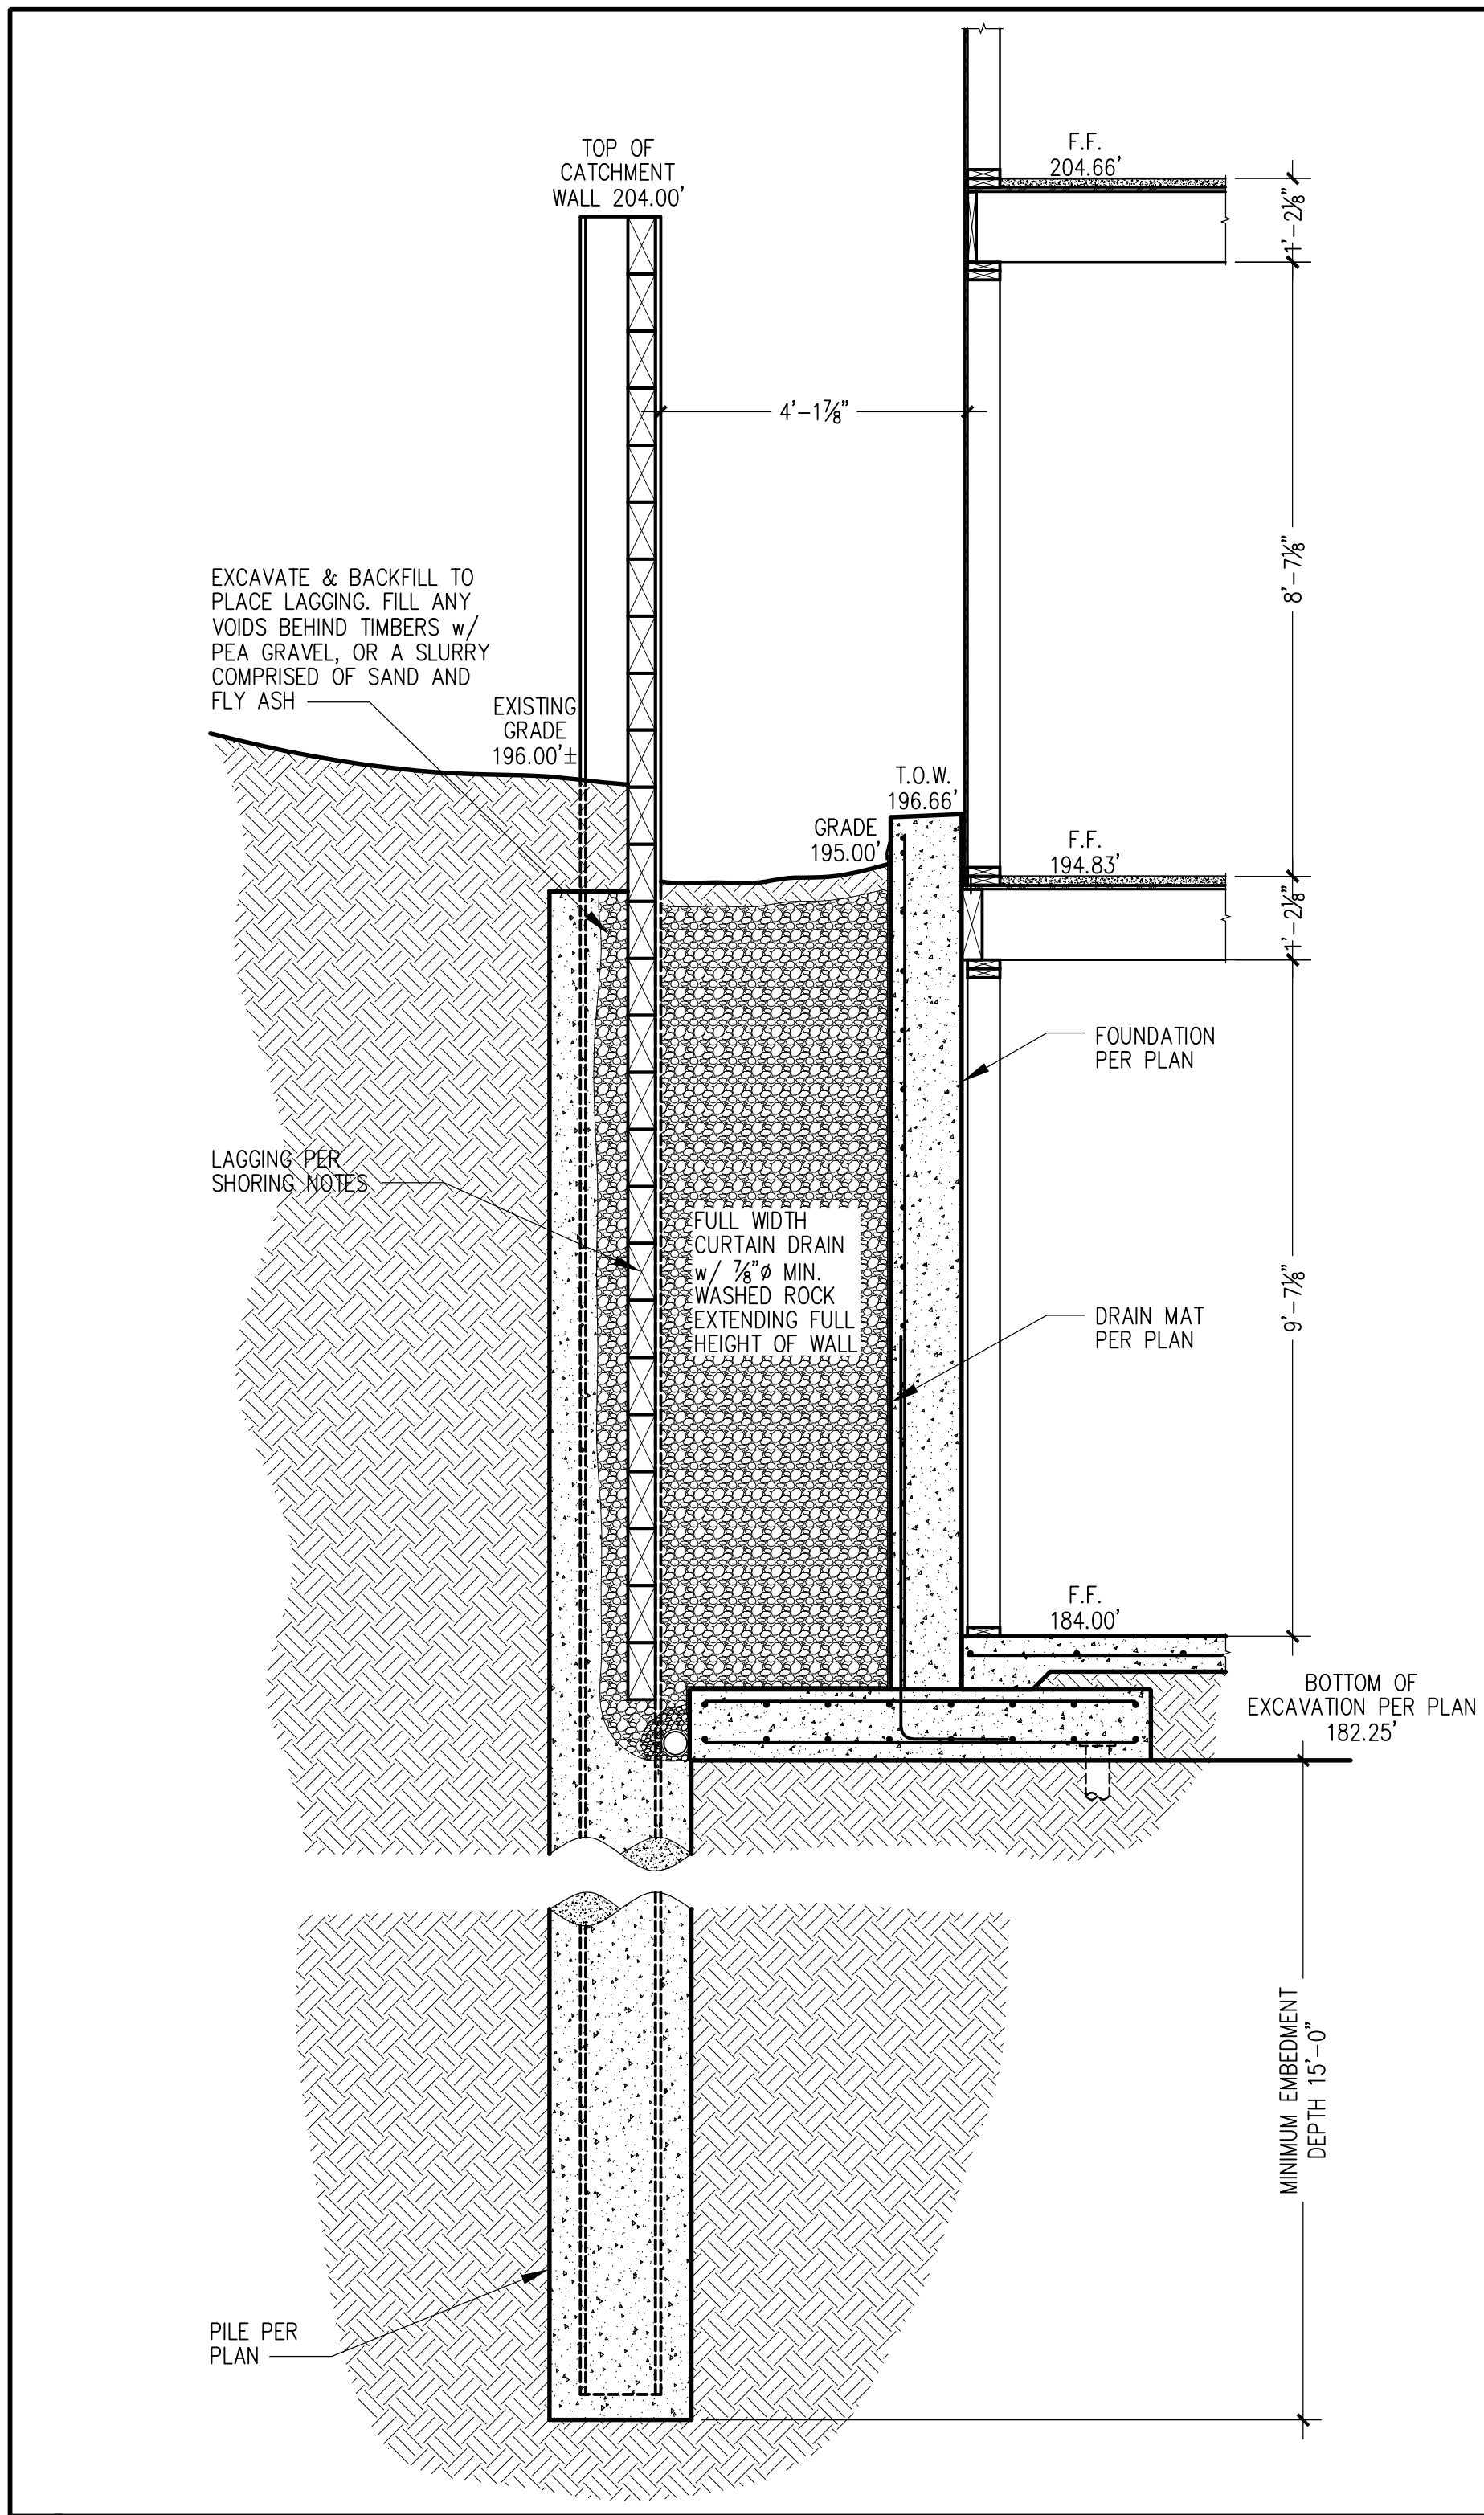 TOP OF
CATCHMENT
WALL 204.00'
F.F.
204.66'
1'-2⅛"
4'-1⅞"
8'-7⅞"
EXCAVATE & BACKFILL TO
PLACE LAGGING. FILL ANY
VOIDS BEHIND TIMBERS w/
PEA GRAVEL, OR A SLURRY
COMPRISED OF SAND AND
FLY ASH
EXISTING
GRADE
196.00'±
T.O.W.
196.66'
GRADE
195.00'
F.F.
194.83'
1'-2⅛"
FOUNDATION
PER PLAN
LAGGING PER
SHORING NOTES
FULL WIDTH
CURTAIN DRAIN
w/ ⅞"ø MIN.
WASHED ROCK
EXTENDING FULL
HEIGHT OF WALL
DRAIN MAT
PER PLAN
9'-7⅞"
F.F.
184.00'
BOTTOM OF
EXCAVATION PER PLAN
182.25'
MINIMUM EMBEDMENT
DEPTH 15'-0"
PILE PER
PLAN